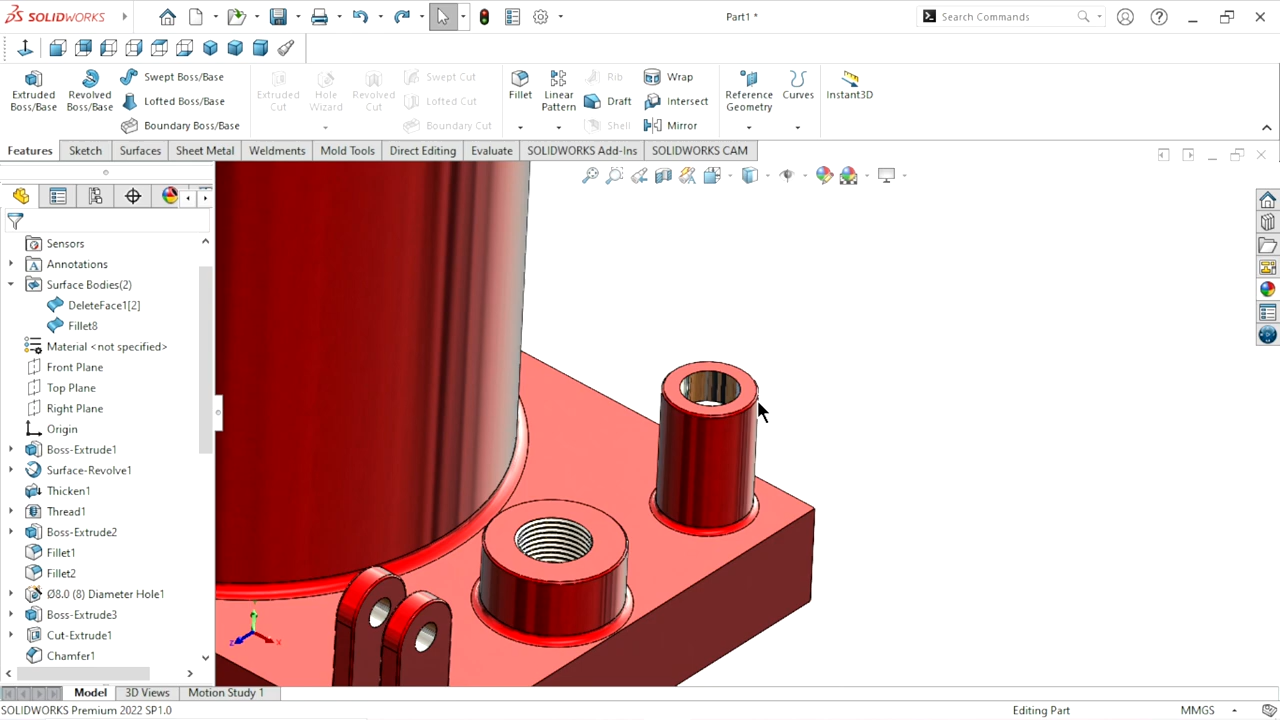 SOLIDWORKS
Part1 *
Search Commands
Extruded Boss/Base
Revolved Boss/Base
Swept Boss/Base
Lofted Boss/Base
Boundary Boss/Base
Extruded Cut
Hole Wizard
Revolved Cut
Swept Cut
Lofted Cut
Boundary Cut
Fillet
Linear Pattern
Rib
Draft
Shell
Wrap
Intersect
Mirror
Reference Geometry
Curves
Instant3D
Features
Sketch
Surfaces
Sheet Metal
Weldments
Mold Tools
Direct Editing
Evaluate
SOLIDWORKS Add-Ins
SOLIDWORKS CAM
Sensors
Annotations
Surface Bodies(2)
DeleteFace1[2]
Fillet8
Material <not specified>
Front Plane
Top Plane
Right Plane
Origin
Boss-Extrude1
Surface-Revolve1
Thicken1
Thread1
Boss-Extrude2
Fillet1
Fillet2
Ø8.0 (8) Diameter Hole1
Boss-Extrude3
Cut-Extrude1
Chamfer1
Model
3D Views
Motion Study 1
SOLIDWORKS Premium 2022 SP1.0
Editing Part
MMGS